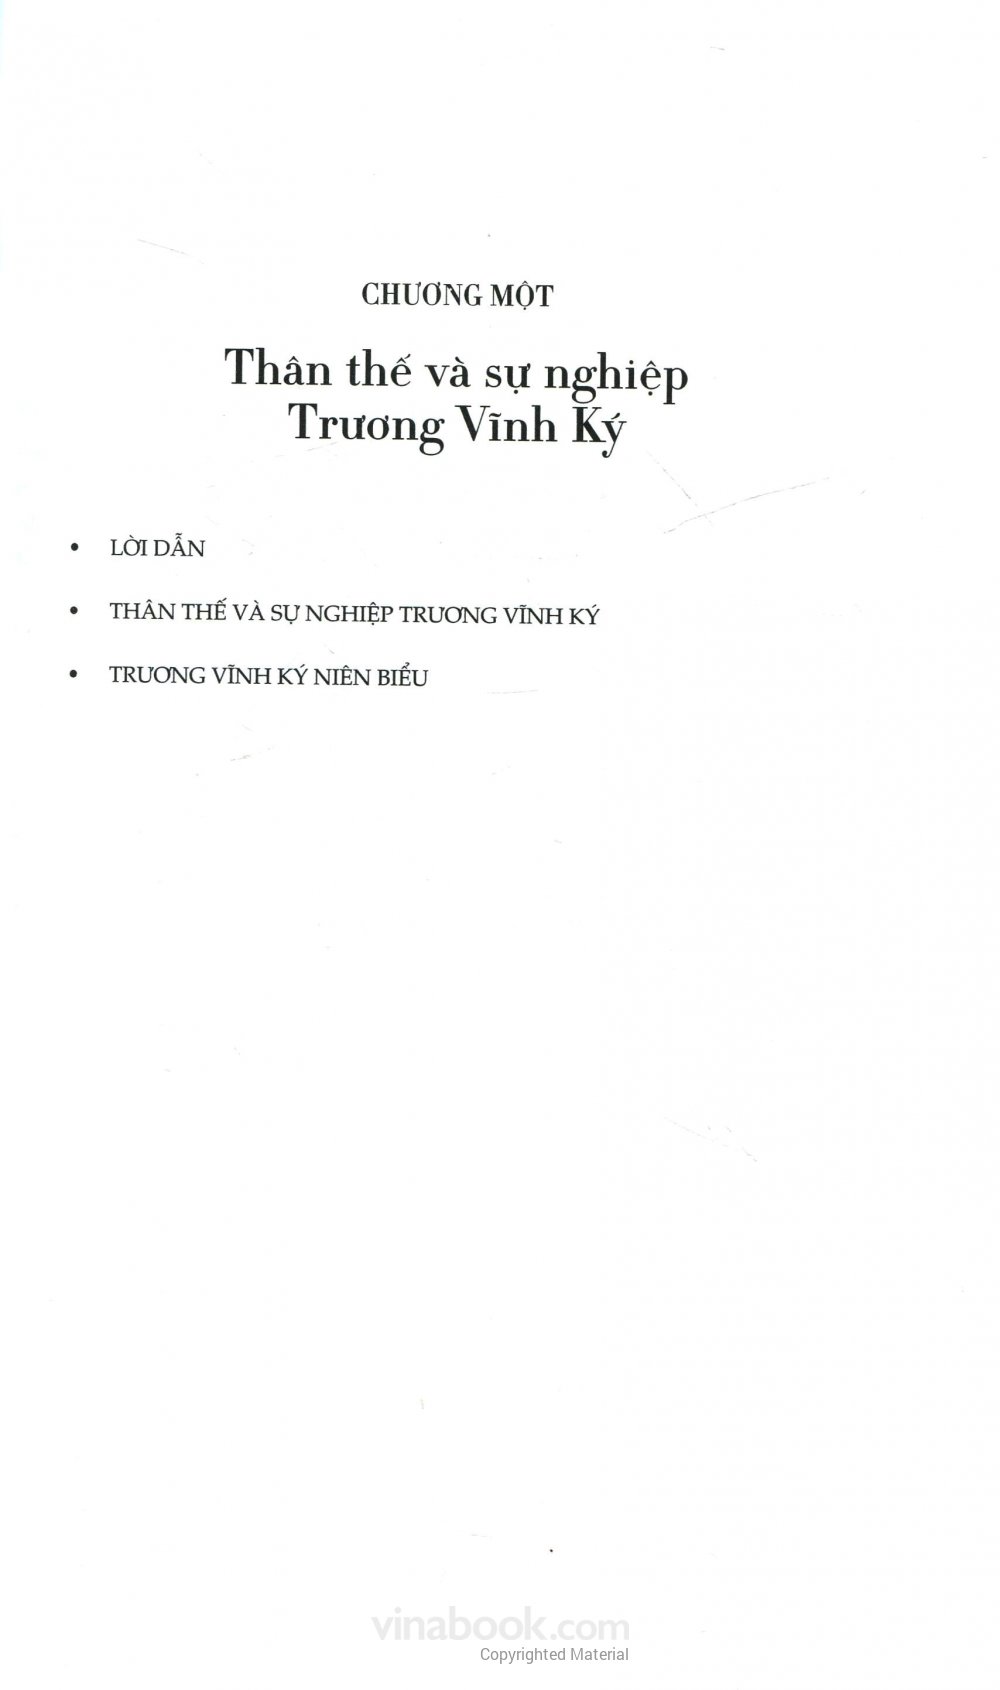 CHƯƠNG MỘT
Thân thế và sự nghiệp
Trương Vĩnh Ký
• LỜI DẪN
• THÂN THẾ VÀ SỰ NGHIỆP TRƯƠNG VĨNH KÝ
• TRƯƠNG VĨNH KÝ NIÊN BIỂU
vinabook.com
Copyrighted Material